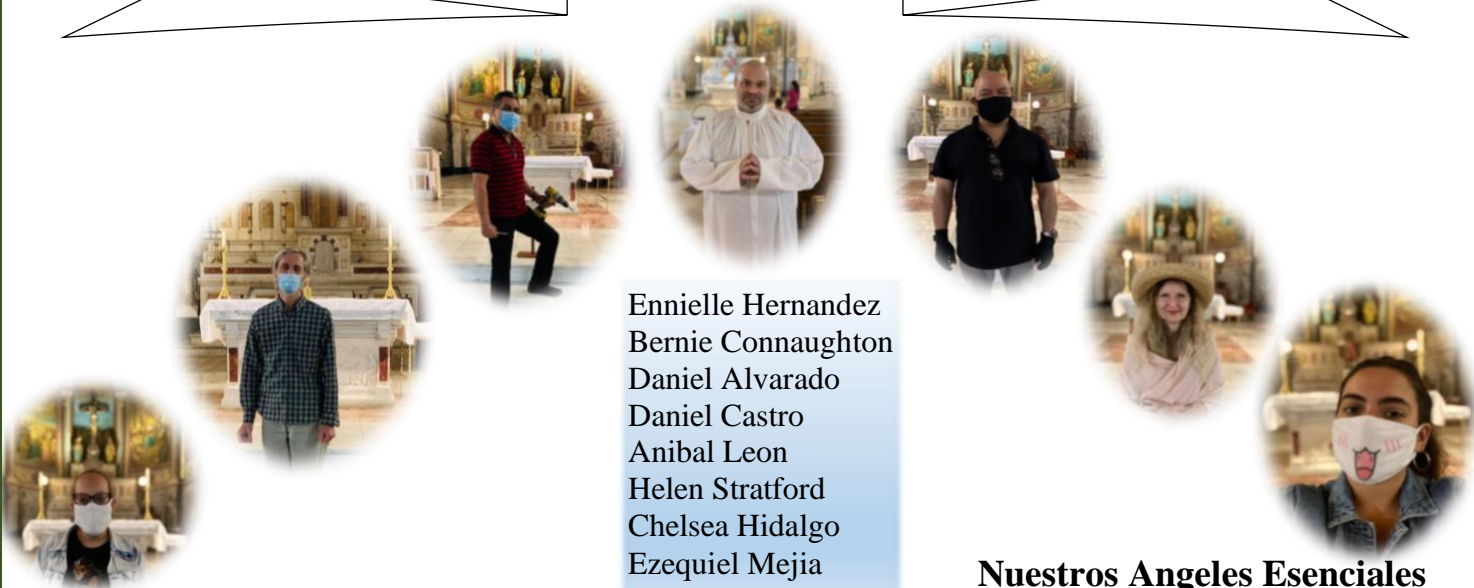 Ennielle Hernandez
Bernie Connaughton
Daniel Alvarado
Daniel Castro
Anibal Leon
Helen Stratford
Chelsea Hidalgo
Ezequiel Mejia
Nuestros Angeles Esenciales